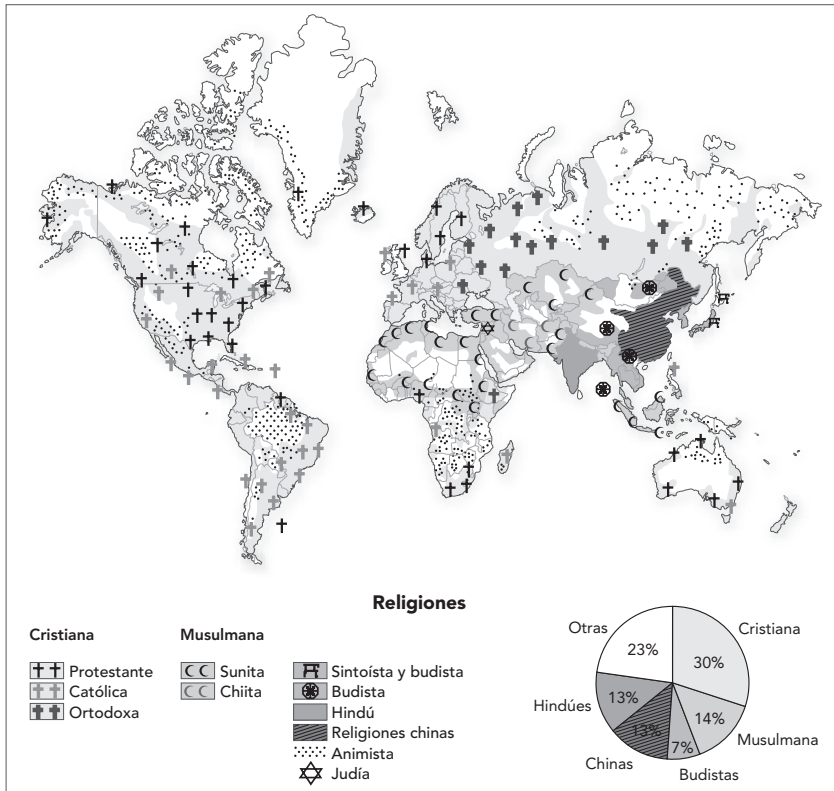 Religiones
Cristiana
Protestante
Católica
Ortodoxa
Musulmana
Sunita
Chiita
Sintoísta y budista
Budista
Hindú
Religiones chinas
Animista
Judía
Otras
23%
Cristiana
30%
Hindúes
13%
Musulmana
14%
Chinas
13%
Budistas
7%